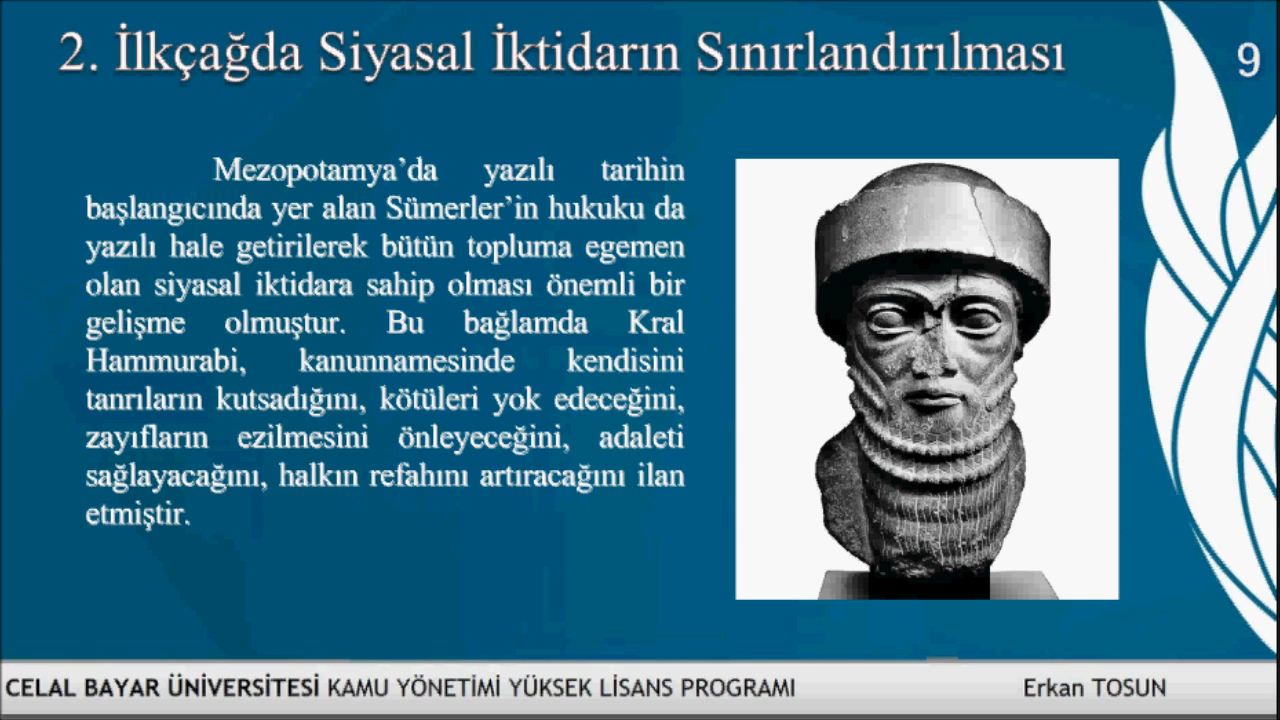 2. İlkçağda Siyasal İktidarın Sınırlandırılması
9
Mezopotamya’da yazılı tarihin
başlangıcında yer alan Sümerler’in hukuku da
yazılı hale getirilerek bütün topluma egemen
olan siyasal iktidara sahip olması önemli bir
gelişme olmuştur. Bu bağlamda Kral
Hammurabi, kanunnamesinde kendisini
tanrıların kutsadığını, kötüleri yok edeceğini,
zayıfların ezilmesini önleyeceğini, adaleti
sağlayacağını, halkın refahını artıracağını ilan
etmiştir.
CELAL BAYAR ÜNİVERSİTESİ KAMU YÖNETİMİ YÜKSEK LİSANS PROGRAMI
Erkan TOSUN